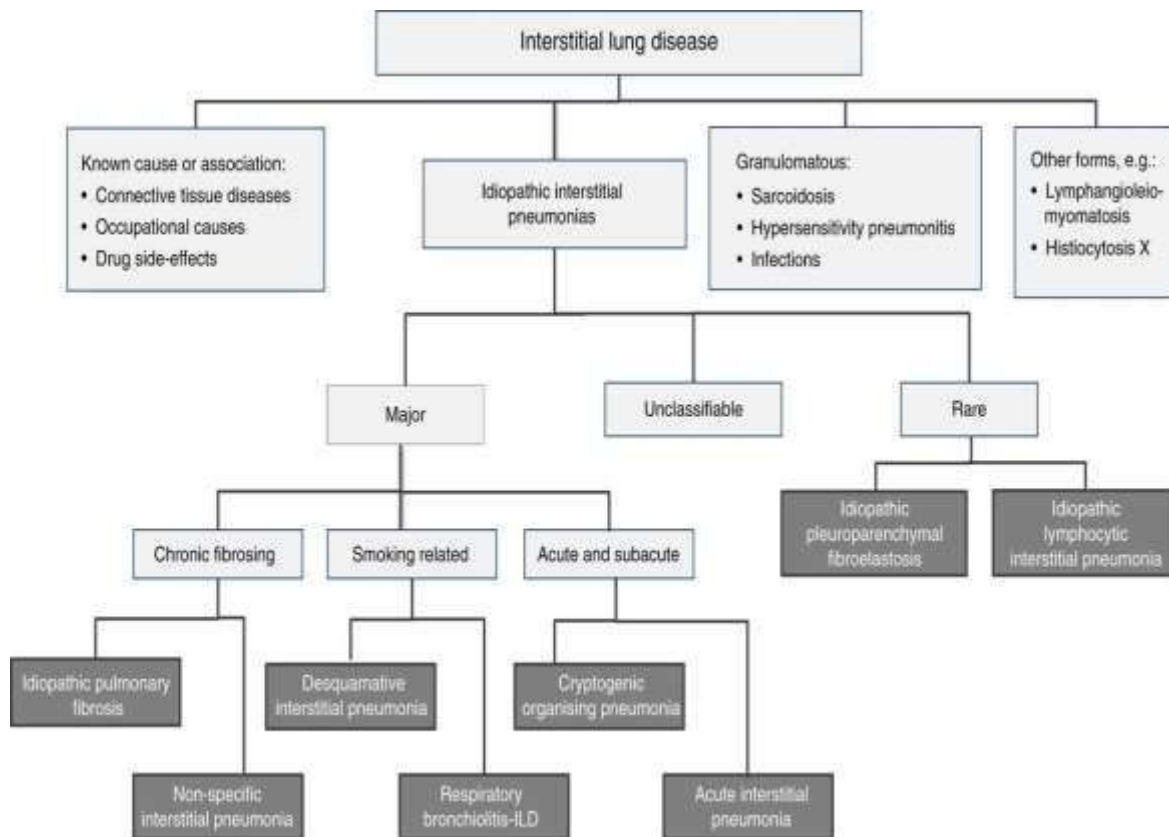 Interstitial lung disease
Known cause or association:
• Connective tissue diseases
• Occupational causes
• Drug side-effects
Idiopathic interstitial
pneumonias
Granulomatous:
• Sarcoidosis
• Hypersensitivity pneumonitis
• Infections
Other forms, e.g.:
• Lymphangioleio-
myomatosis
• Histiocytosis X
Major
Unclassifiable
Rare
Chronic fibrosing
Smoking related
Acute and subacute
Idiopathic
pleuroparenchymal
fibroelastosis
Idiopathic
lymphocytic
interstitial pneumonia
Idiopathic pulmonary
fibrosis
Desquamative
interstitial pneumonia
Cryptogenic
organising pneumonia
Non-specific
interstitial pneumonia
Respiratory
bronchiolitis-ILD
Acute interstitial
pneumonia